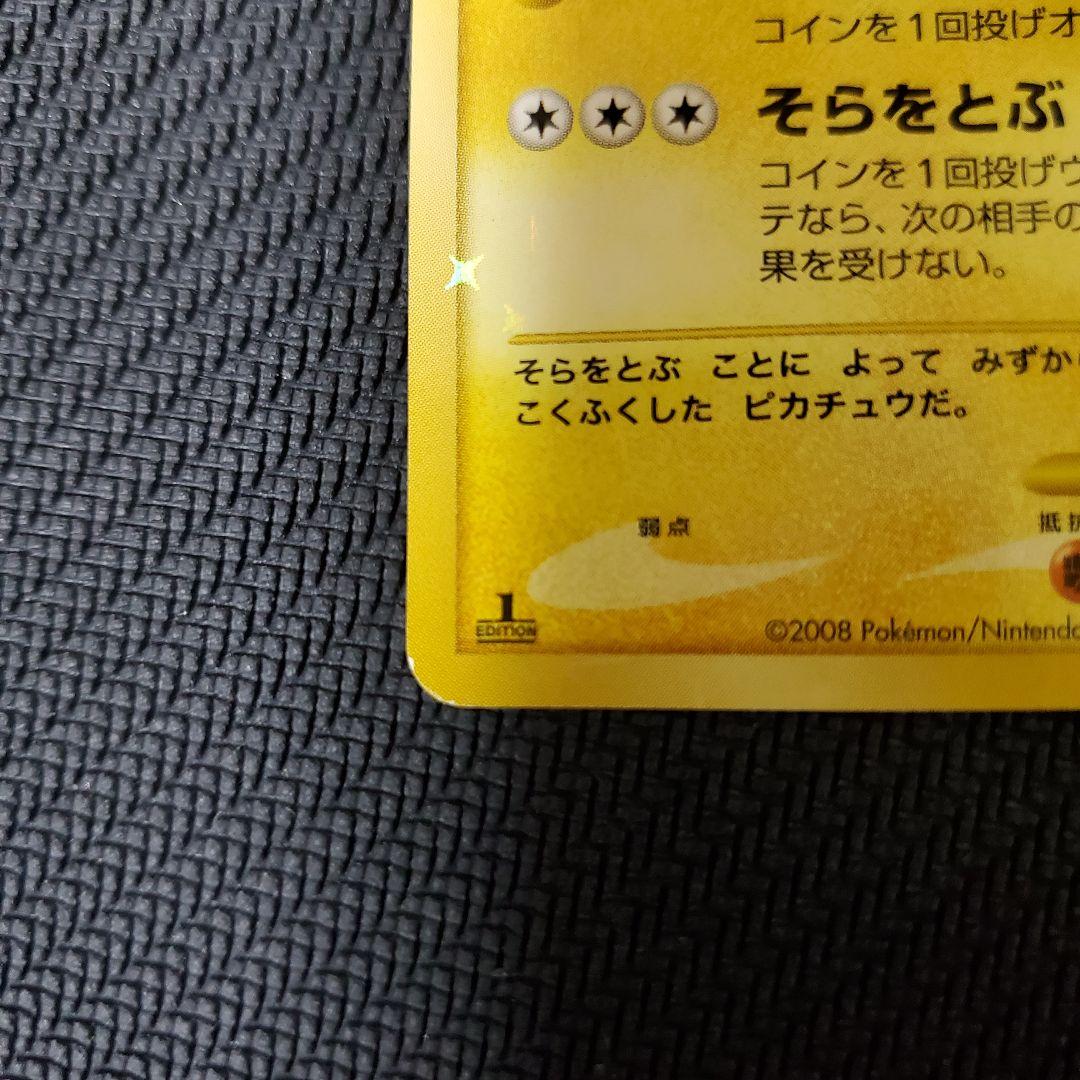 コインを1回投げオ
そらをとぶ
コインを1回投げウ
テなら、次の相手の
果を受けない。
そらをとぶ ことに よって みずか
こくふくした ピカチュウだ。
弱点
抵
1
EDITION
©2008 Pokémon/Nintendo